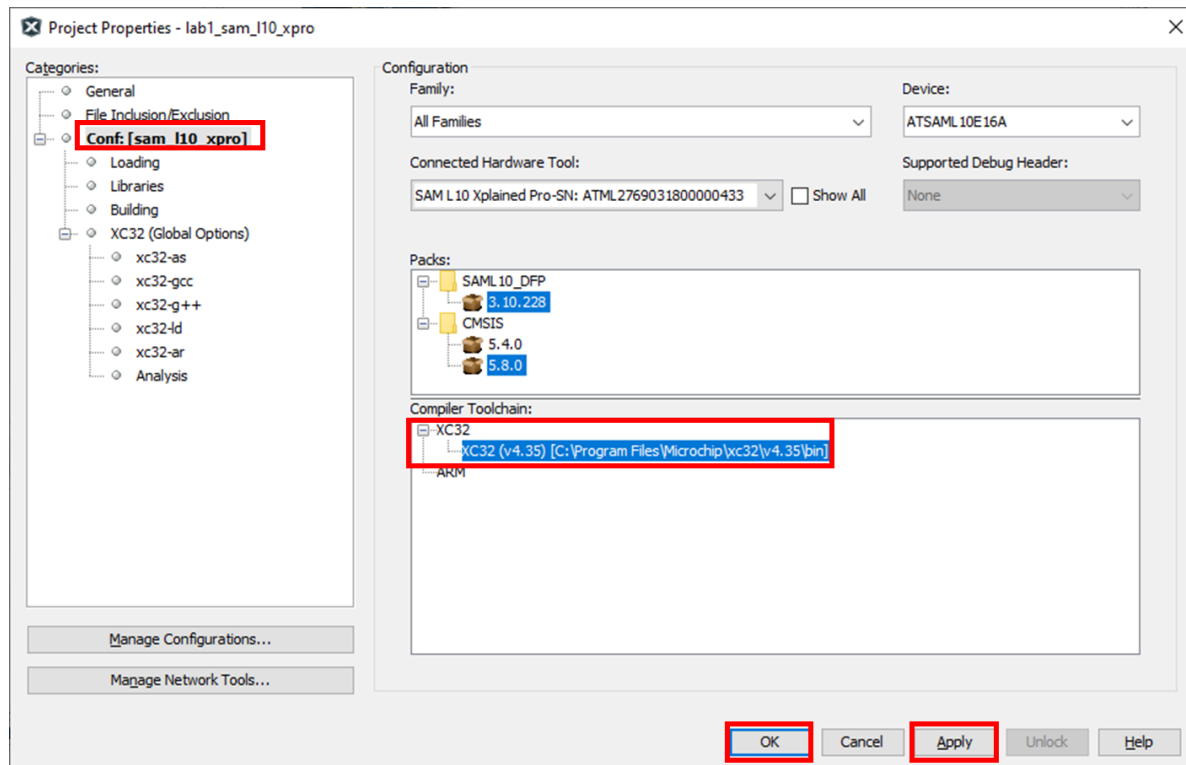 Project Properties - lab1_sam_l10_xpro
Categories:
General
File Inclusion/Exclusion
Conf: [sam_l10_xpro]
Loading
Libraries
Building
XC32 (Global Options)
xc32-as
xc32-gcc
xc32-g++
xc32-ld
xc32-ar
Analysis
Manage Configurations...
Manage Network Tools...
Configuration
Family:
Device:
All Families
ATSAML10E16A
Connected Hardware Tool:
Supported Debug Header:
SAM L10 Xplained Pro-SN: ATML2769031800000433
Show All
None
Packs:
SAML10_DFP
3.10.228
CMSIS
5.4.0
5.8.0
Compiler Toolchain:
XC32
XC32 (v4.35) [C:\Program Files\Microchip\xc32\v4.35\bin]
ARM
OK
Cancel
Apply
Unlock
Help